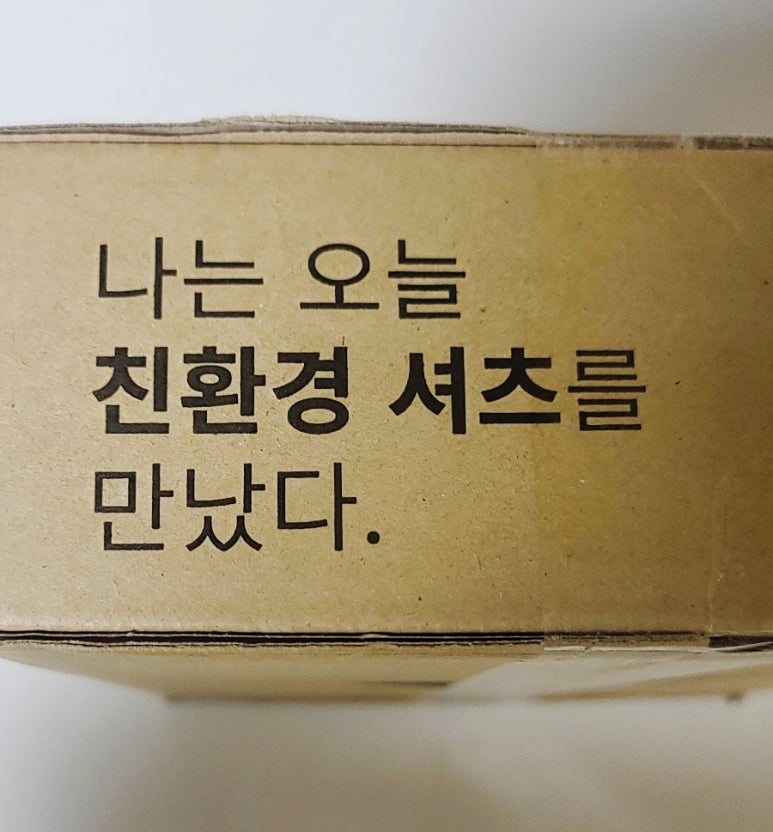 나는 오늘
친환경 셔츠를
만났다.